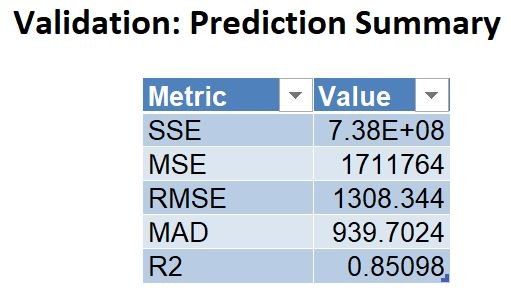 Validation: Prediction Summary
Metric Value
SSE 7.38E+08
MSE 1711764
RMSE 1308.344
MAD 939.7024
R2 0.85098